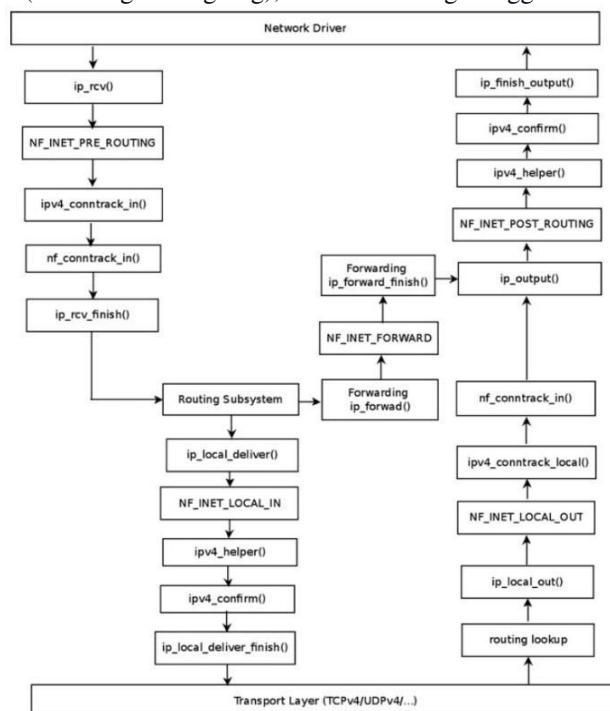 Network Driver
ip_rcv()
NF_INET_PRE_ROUTING
ipv4_conntrack_in()
nf_conntrack_in()
ip_rcv_finish()
Routing Subsystem
ip_local_deliver()
NF_INET_LOCAL_IN
ipv4_helper()
ipv4_confirm()
ip_local_deliver_finish()
Forwarding
ip_forward_finish()
NF_INET_FORWARD
Forwarding
ip_forwad()
ip_finish_output()
ipv4_confirm()
ipv4_helper()
NF_INET_POST_ROUTING
ip_output()
nf_conntrack_in()
ipv4_conntrack_local()
NF_INET_LOCAL_OUT
ip_local_out()
routing lookup
Transport Layer (TCPv4/UDPv4/...)